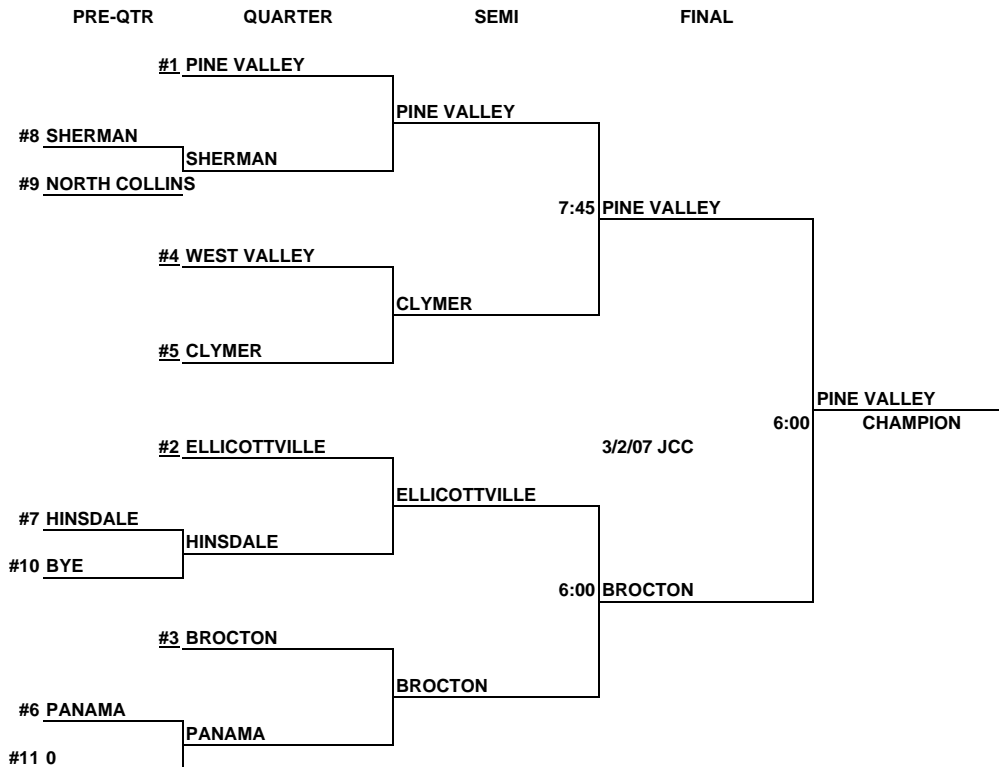 PRE-QTR QUARTER SEMI FINAL
#1 PINE VALLEY
PINE VALLEY
#8 SHERMAN
SHERMAN
#9 NORTH COLLINS
7:45 PINE VALLEY
#4 WEST VALLEY
CLYMER
#5 CLYMER
PINE VALLEY
6:00 CHAMPION
#2 ELLICOTTVILLE
3/2/07 JCC
ELLICOTTVILLE
#7 HINSDALE
HINSDALE
#10 BYE
6:00 BROCTON
#3 BROCTON
BROCTON
#6 PANAMA
PANAMA
#11 0